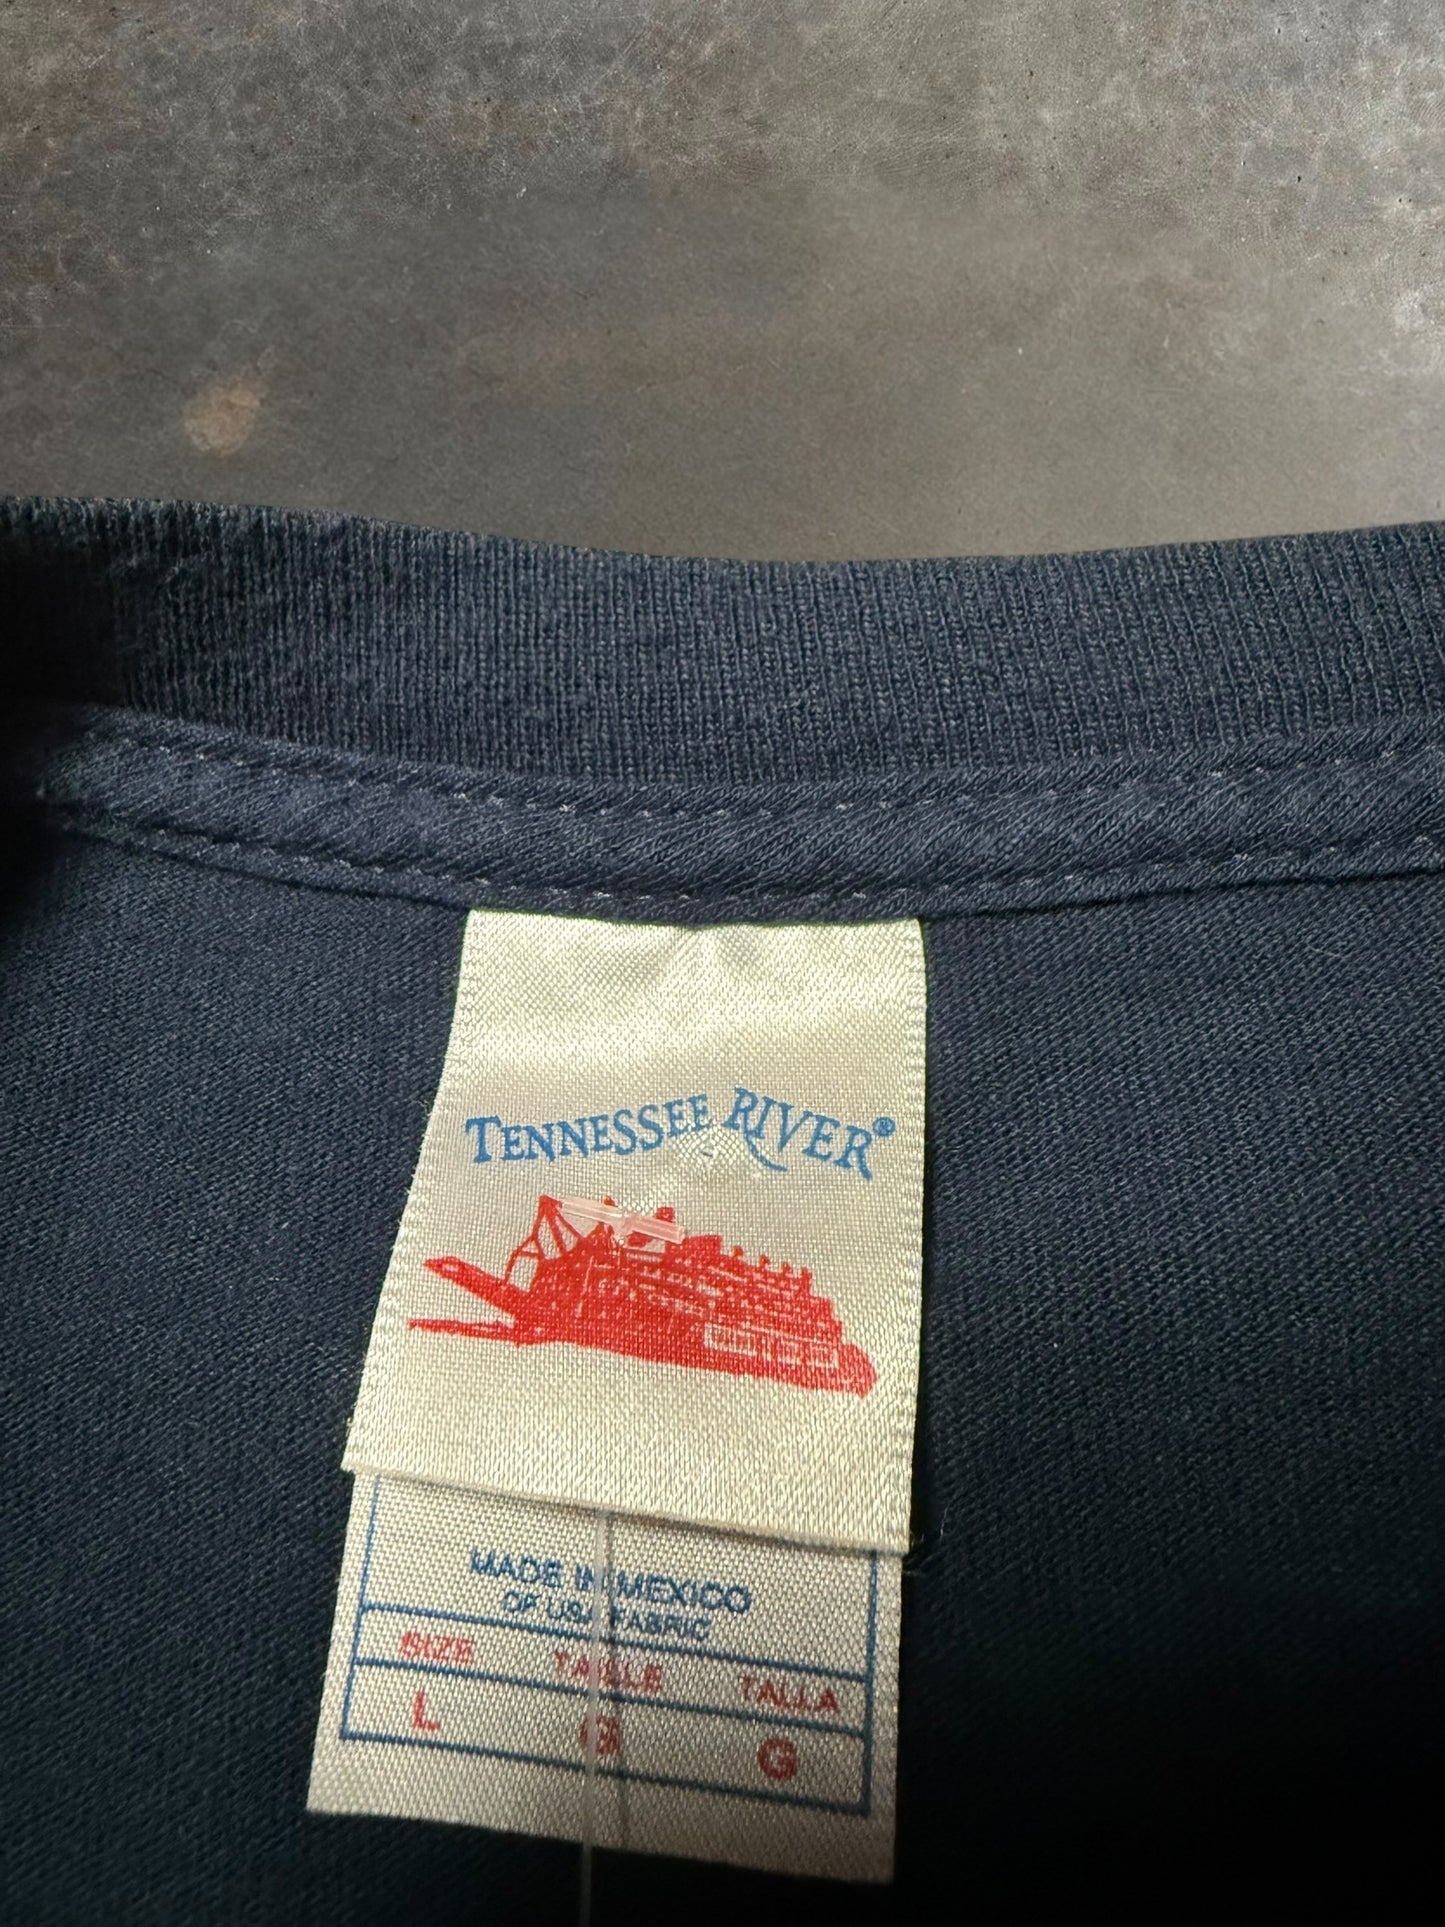 TENNESSEE RIVER®
MADE IN MEXICO
OF USA FABRIC
SIZE TAILLE TALLA
L G G